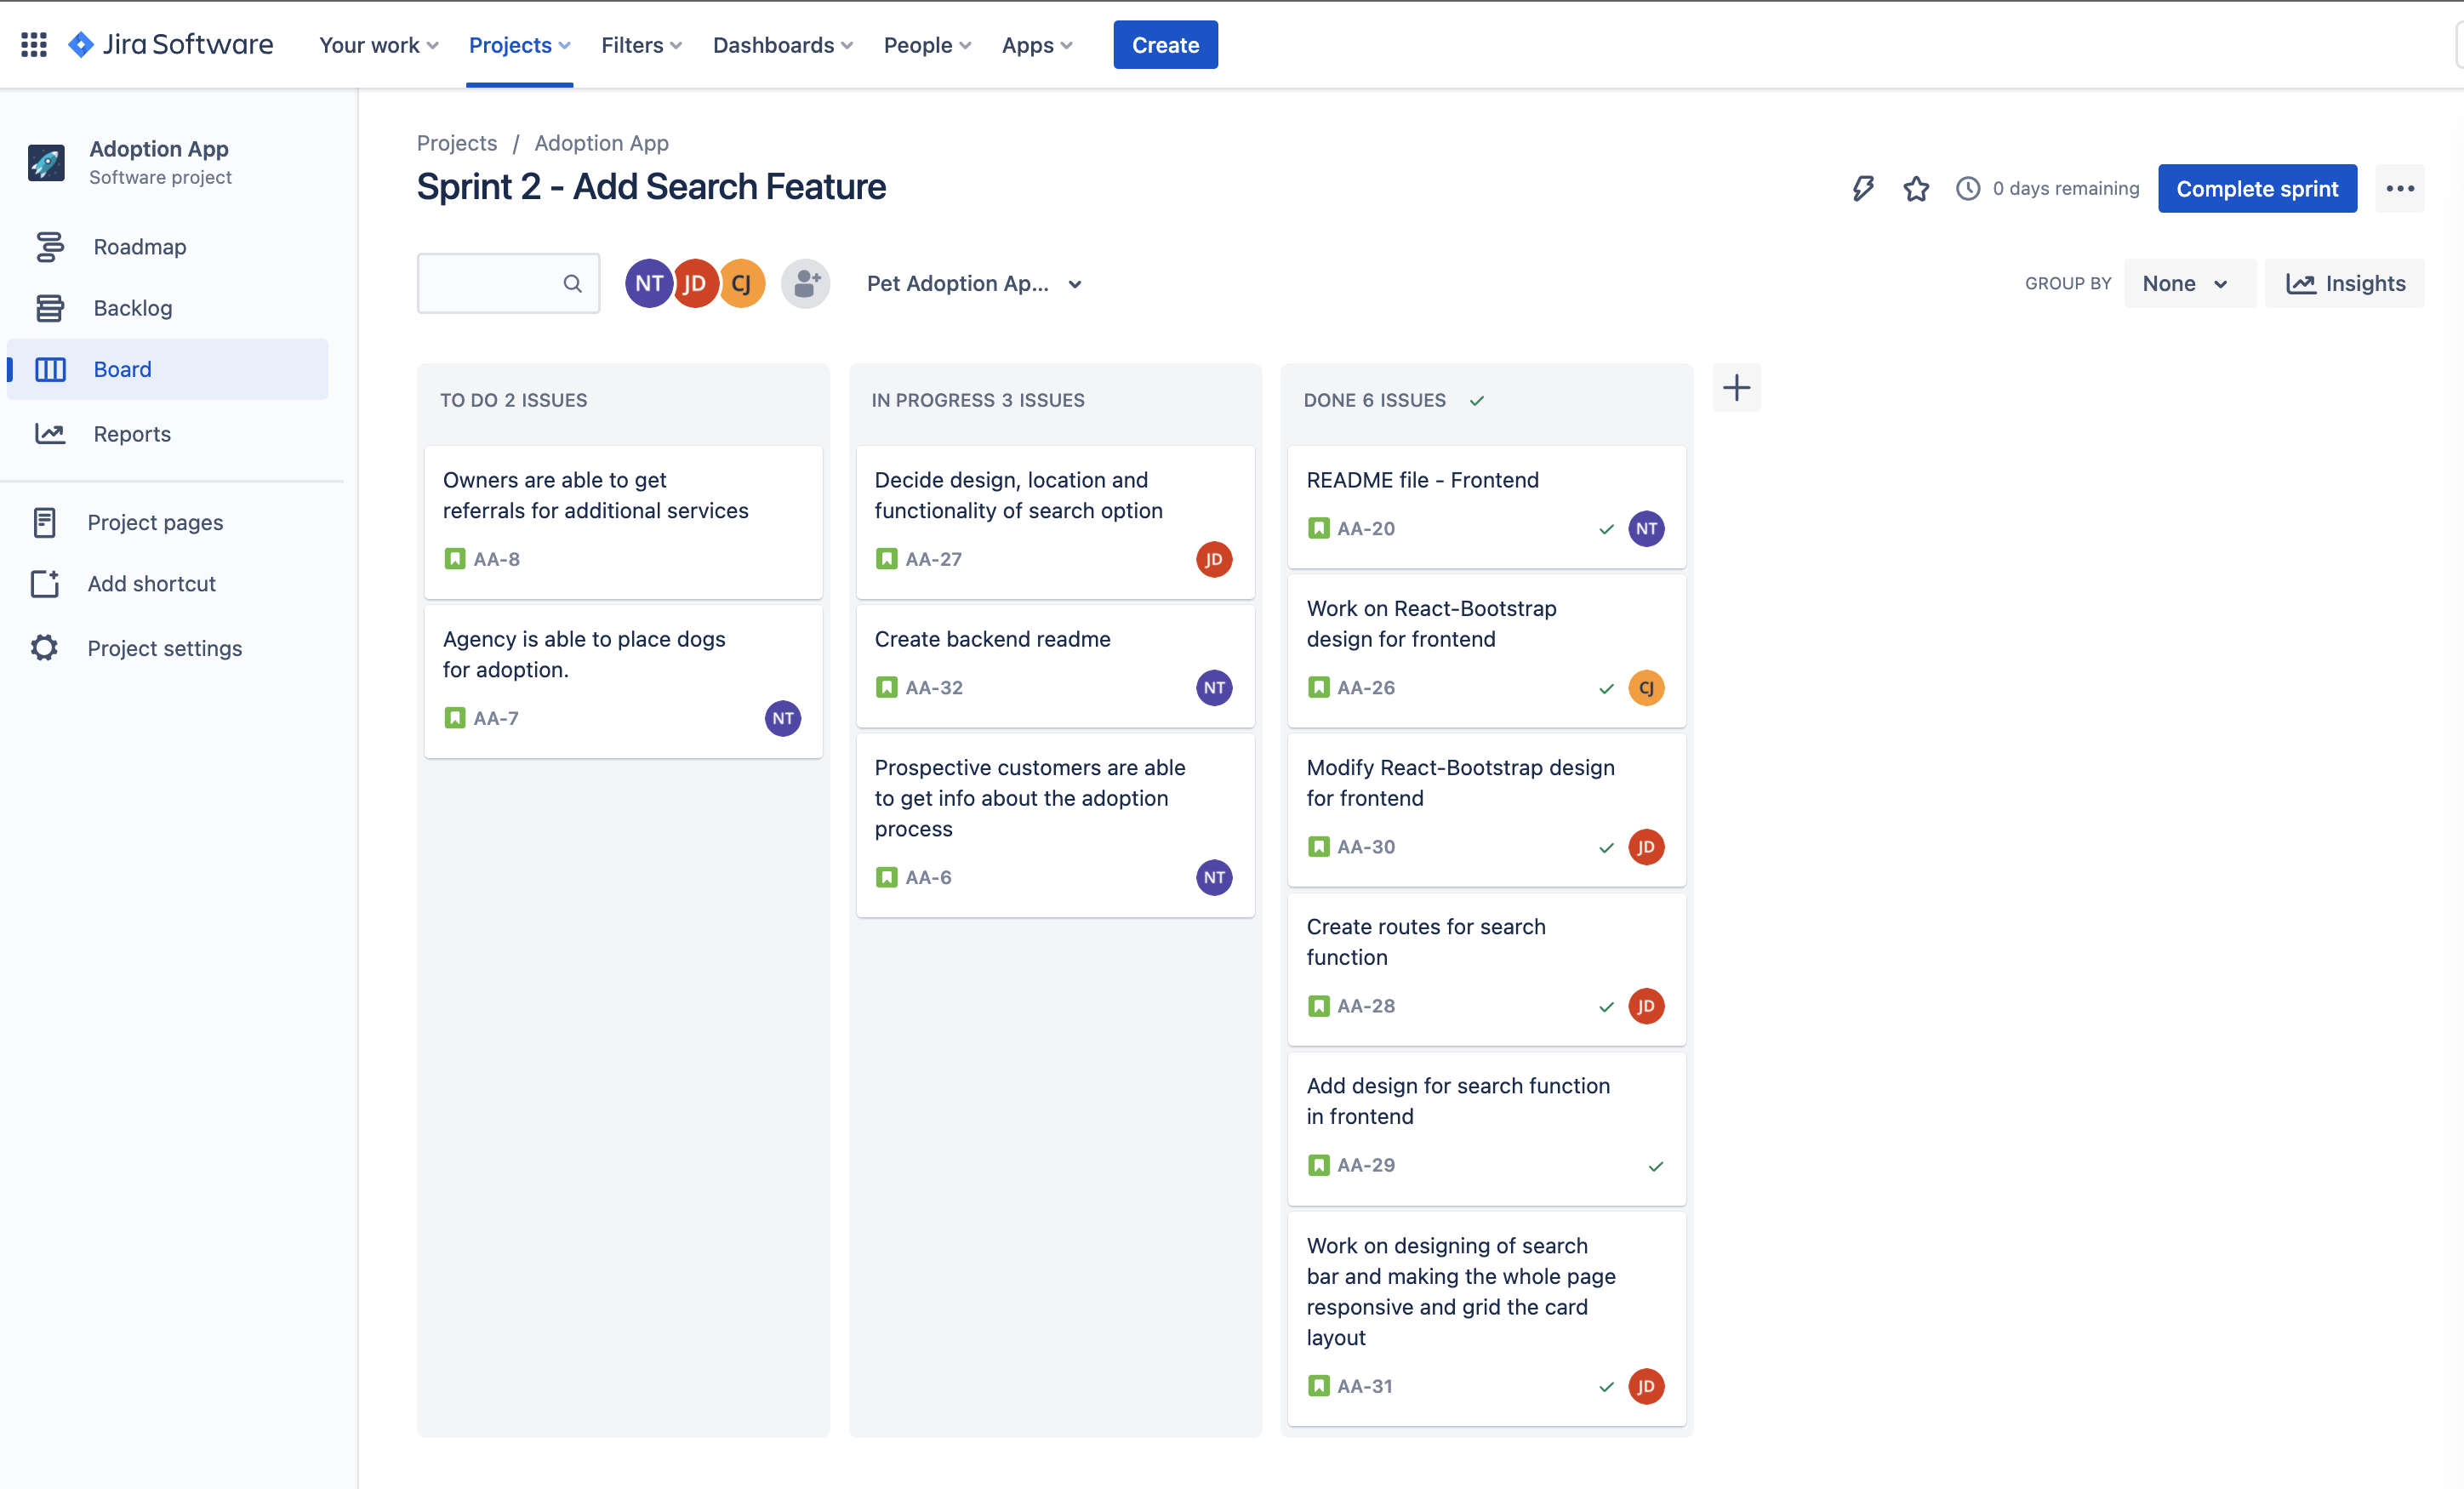 Jira Software
Your work
Projects
Filters
Dashboards
People
Apps
Create
Adoption App
Software project
Roadmap
Backlog
Board
Reports
Project pages
Add shortcut
Project settings
Projects / Adoption App
Sprint 2 - Add Search Feature
0 days remaining
Complete sprint
NT
JD
CJ
Pet Adoption Ap...
GROUP BY
None
Insights
TO DO 2 ISSUES
Owners are able to get
referrals for additional services
AA-8
Agency is able to place dogs
for adoption.
AA-7
NT
IN PROGRESS 3 ISSUES
Decide design, location and
functionality of search option
AA-27
JD
Create backend readme
AA-32
NT
Prospective customers are able
to get info about the adoption
process
AA-6
NT
DONE 6 ISSUES
README file - Frontend
AA-20
NT
Work on React-Bootstrap
design for frontend
AA-26
CJ
Modify React-Bootstrap design
for frontend
AA-30
JD
Create routes for search
function
AA-28
JD
Add design for search function
in frontend
AA-29
Work on designing of search
bar and making the whole page
responsive and grid the card
layout
AA-31
JD